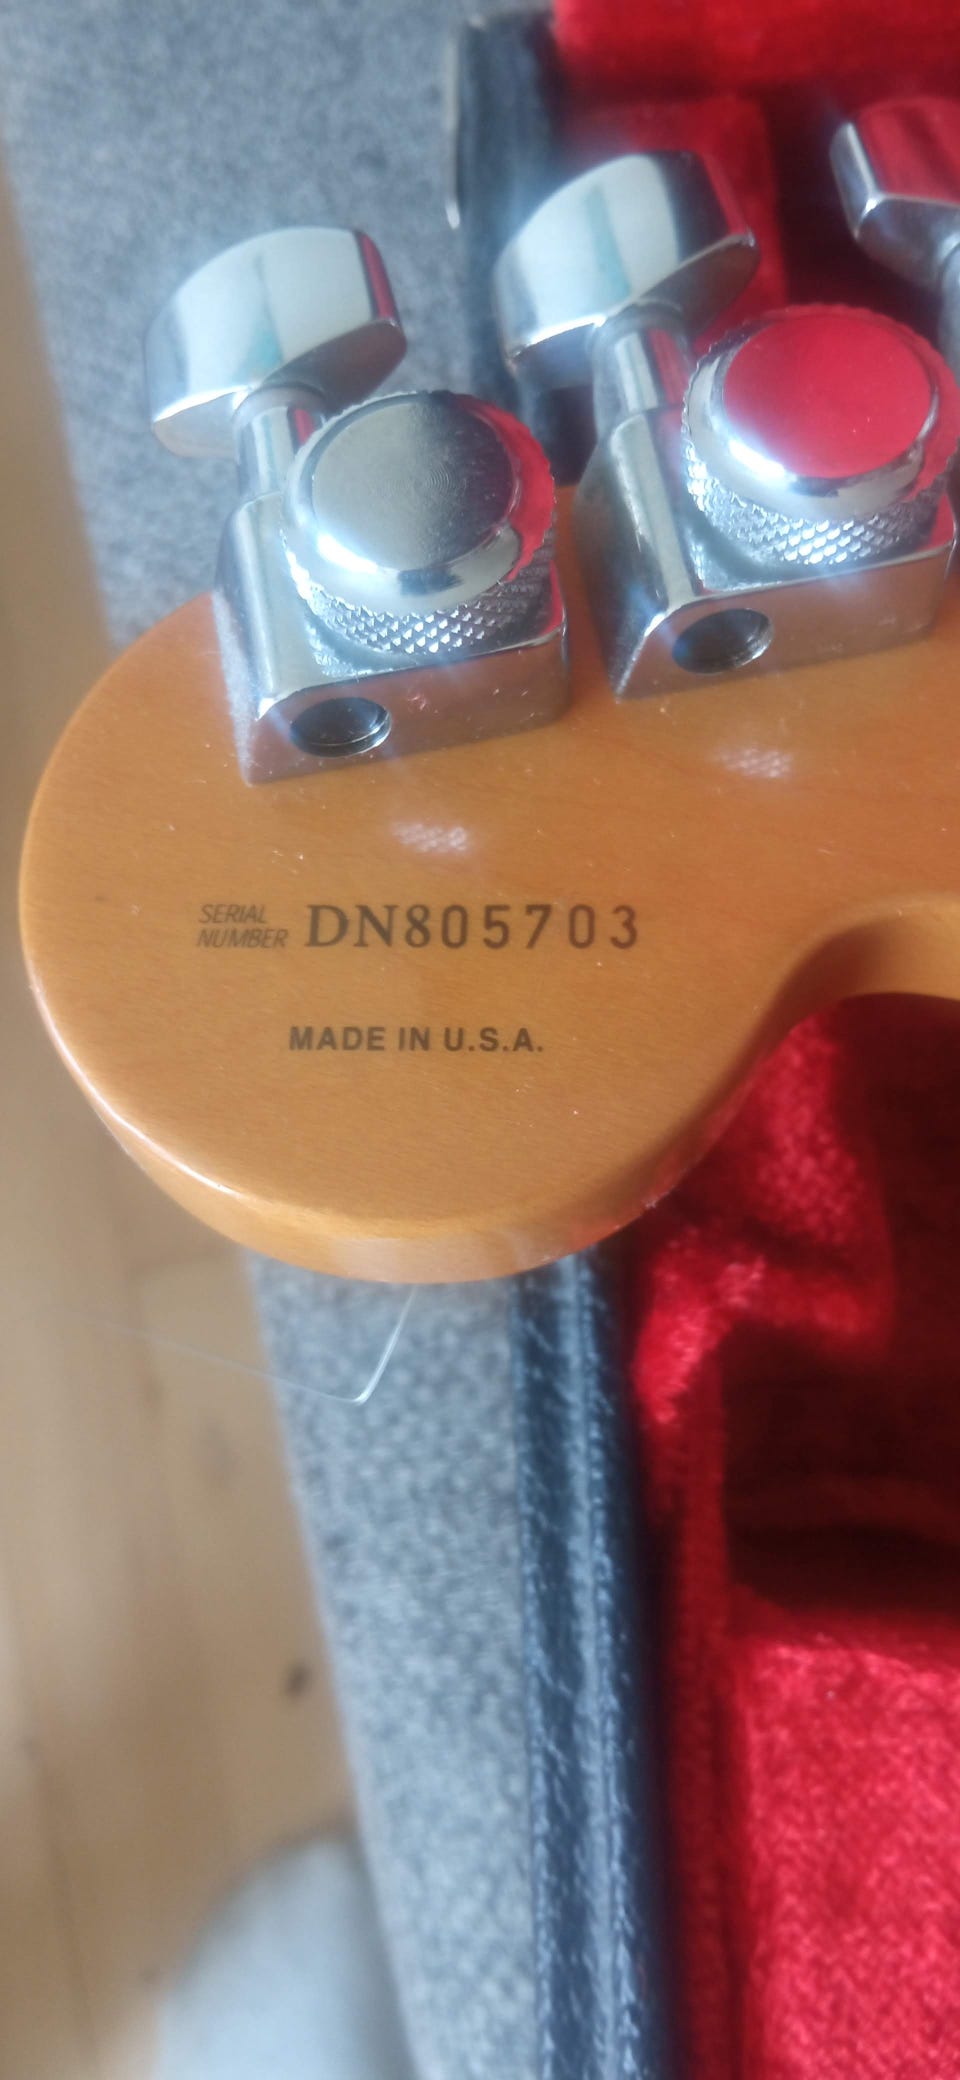 SERIAL
NUMBER DN805703
MADE IN U.S.A.